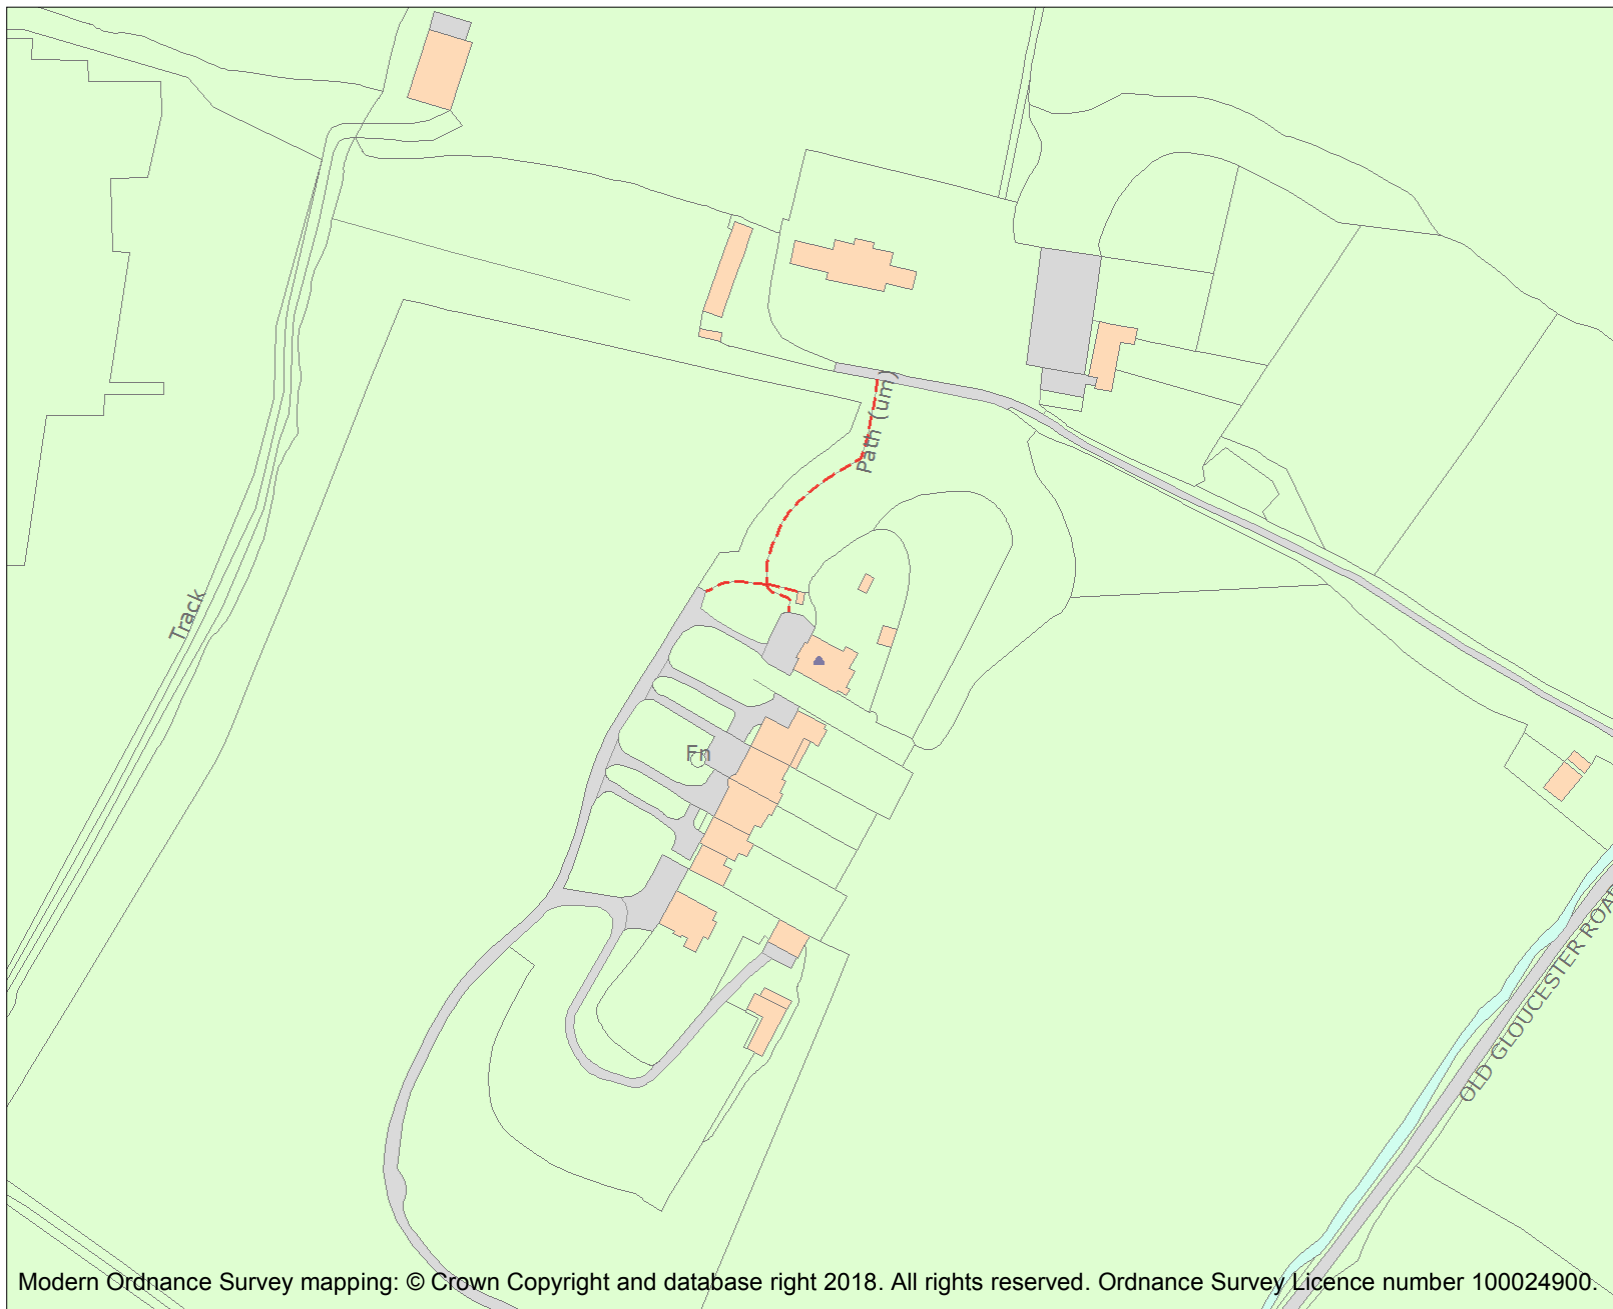 Path (um)
Track
Fn
OLD GLOUCESTER ROAD
Modern Ordnance Survey mapping: © Crown Copyright and database right 2018. All rights reserved. Ordnance Survey Licence number 100024900.